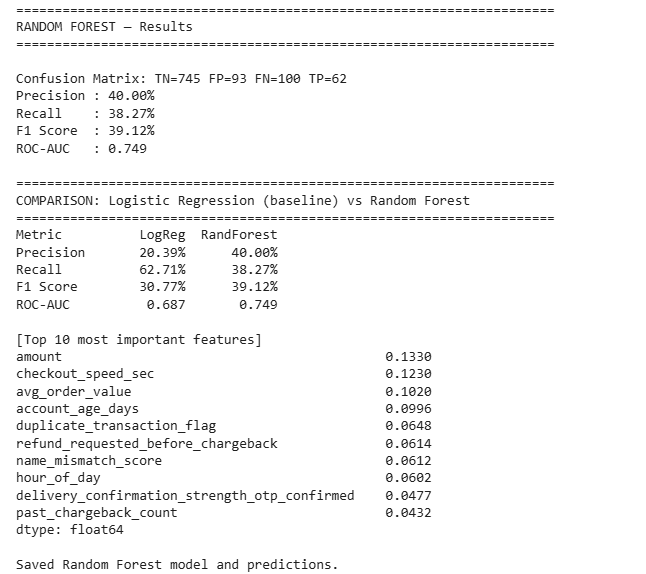 ======================================================================
RANDOM FOREST — Results
======================================================================
Confusion Matrix: TN=745 FP=93 FN=100 TP=62
Precision : 40.00%
Recall    : 38.27%
F1 Score  : 39.12%
ROC-AUC   : 0.749
======================================================================
COMPARISON: Logistic Regression (baseline) vs Random Forest
======================================================================
Metric          LogReg  RandForest
Precision       20.39%      40.00%
Recall          62.71%      38.27%
F1 Score        30.77%      39.12%
ROC-AUC          0.687       0.749
[Top 10 most important features]
amount                                          0.1330
checkout_speed_sec                              0.1230
avg_order_value                                 0.1020
account_age_days                                0.0996
duplicate_transaction_flag                      0.0648
refund_requested_before_chargeback              0.0614
name_mismatch_score                             0.0612
hour_of_day                                     0.0602
delivery_confirmation_strength_otp_confirmed    0.0477
past_chargeback_count                           0.0432
dtype: float64
Saved Random Forest model and predictions.